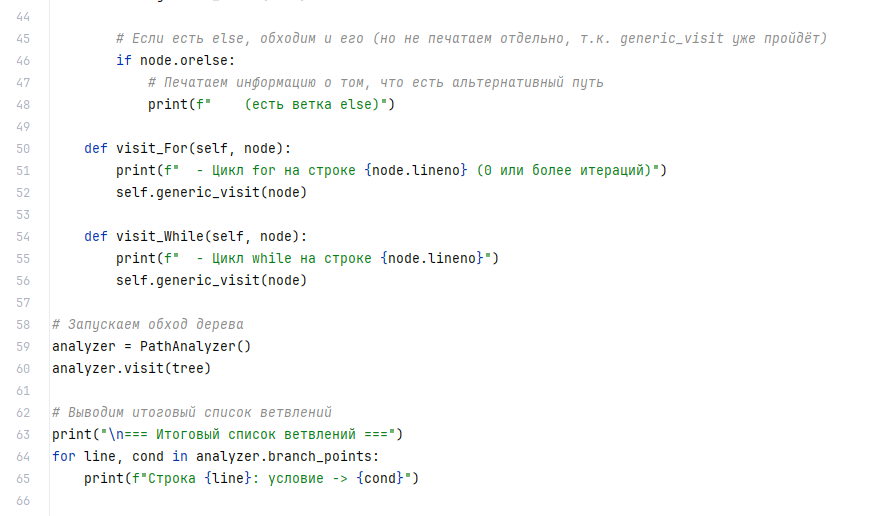 44
45 # Если есть else, обходим и его (но не печатаем отдельно, т.к. generic_visit уже пройдёт)
46 if node.orelse:
47 # Печатаем информацию о том, что есть альтернативный путь
48 print(f"    (есть ветка else)")
49
50 def visit_For(self, node):
51 print(f"  - Цикл for на строке {node.lineno} (0 или более итераций)")
52 self.generic_visit(node)
53
54 def visit_While(self, node):
55 print(f"  - Цикл while на строке {node.lineno}")
56 self.generic_visit(node)
57
58 # Запускаем обход дерева
59 analyzer = PathAnalyzer()
60 analyzer.visit(tree)
61
62 # Выводим итоговый список ветвлений
63 print("\n=== Итоговый список ветвлений ===")
64 for line, cond in analyzer.branch_points:
65 print(f"Строка {line}: условие -> {cond}")
66